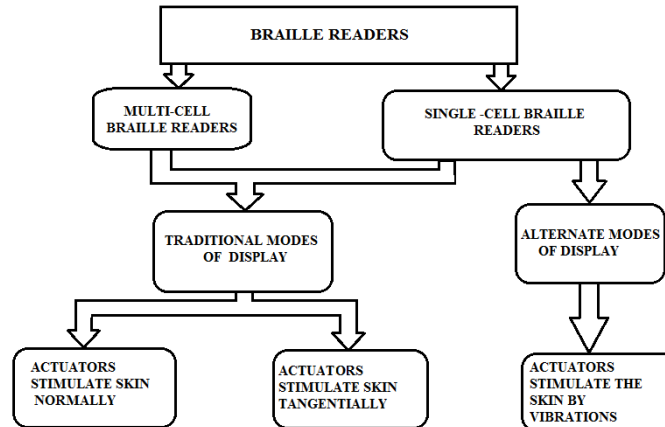 BRAILLE READERS
MULTI-CELL
BRAILLE READERS
SINGLE -CELL BRAILLE
READERS
TRADITIONAL MODES
OF DISPLAY
ALTERNATE MODES
OF DISPLAY
ACTUATORS
STIMULATE SKIN
NORMALLY
ACTUATORS
STIMULATE SKIN
TANGENTIALLY
ACTUATORS
STIMULATE THE
SKIN BY
VIBRATIONS